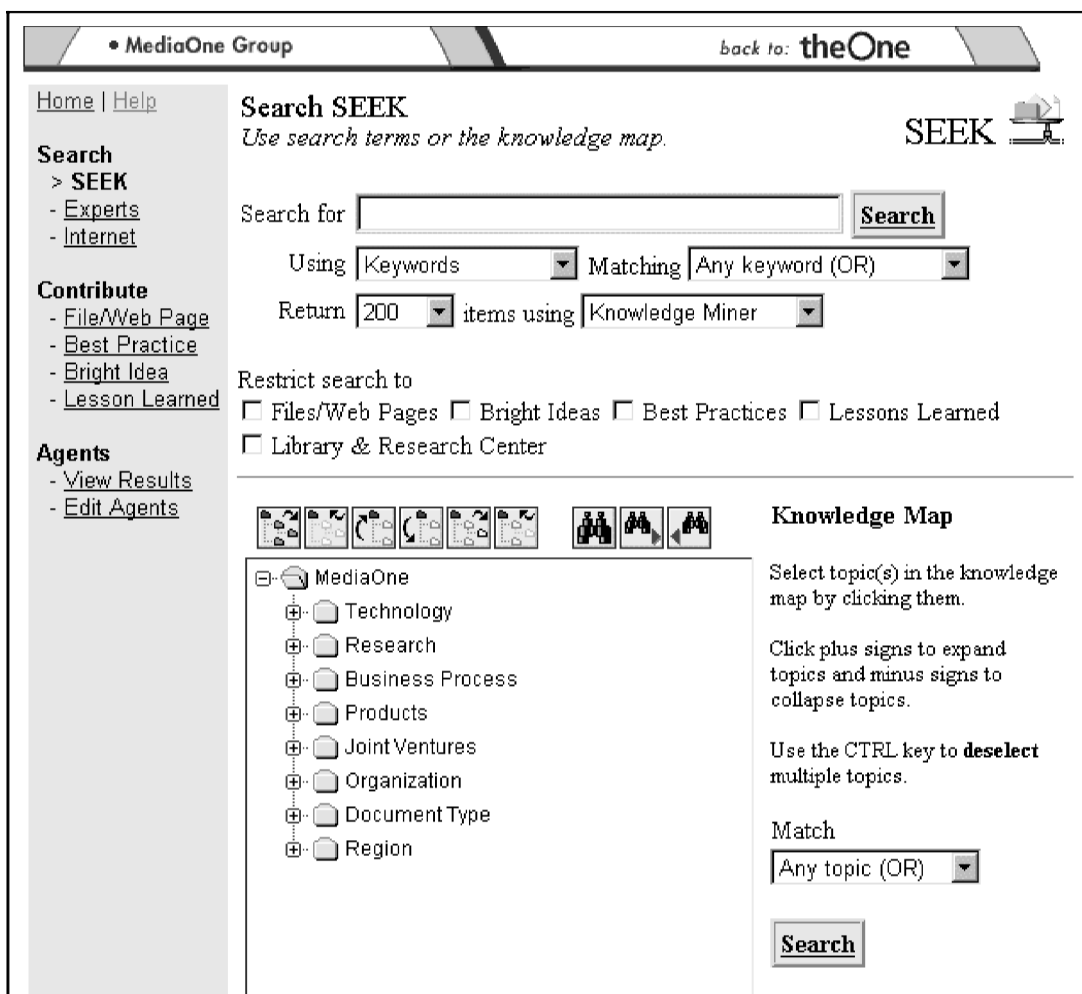 • MediaOne Group
back to: theOne
Home | Help
Search
> SEEK
- Experts
- Internet
Contribute
- File/Web Page
- Best Practice
- Bright Idea
- Lesson Learned
Agents
- View Results
- Edit Agents
Search SEEK
Use search terms or the knowledge map.
SEEK
Search for
Search
Using Keywords Matching Any keyword (OR)
Return 200 items using Knowledge Miner
Restrict search to
Files/Web Pages Bright Ideas Best Practices Lessons Learned
Library & Research Center
MediaOne
Technology
Research
Business Process
Products
Joint Ventures
Organization
Document Type
Region
Knowledge Map
Select topic(s) in the knowledge
map by clicking them.
Click plus signs to expand
topics and minus signs to
collapse topics.
Use the CTRL key to deselect
multiple topics.
Match
Any topic (OR)
Search